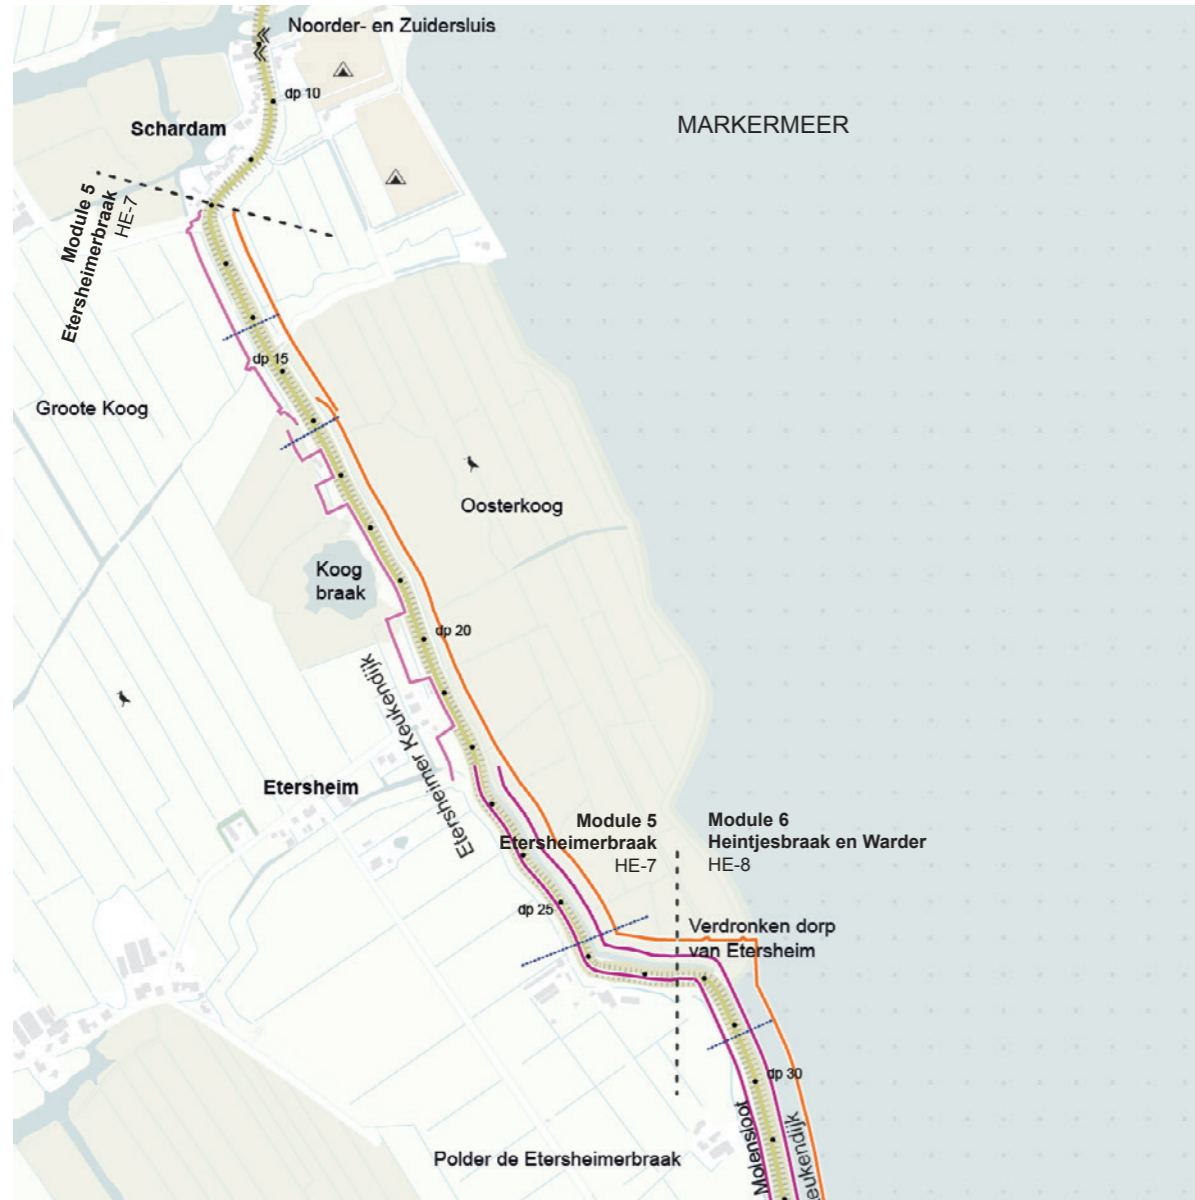 Noorder- en Zuidersluis
dp 10
MARKERMEER
Schardam
Module 5
Etersheimerbraak
HE-7
dp 15
Groote Koog
Oosterkoog
Koog
braak
dp 20
Etersheimer Keukendijk
Etersheim
Module 5
Etersheimerbraak
HE-7
Module 6
Heintjesbraak en Warder
HE-8
dp 25
Verdronken dorp
van Etersheim
dp 30
Molensloot
eukendijk
Polder de Etersheimerbraak